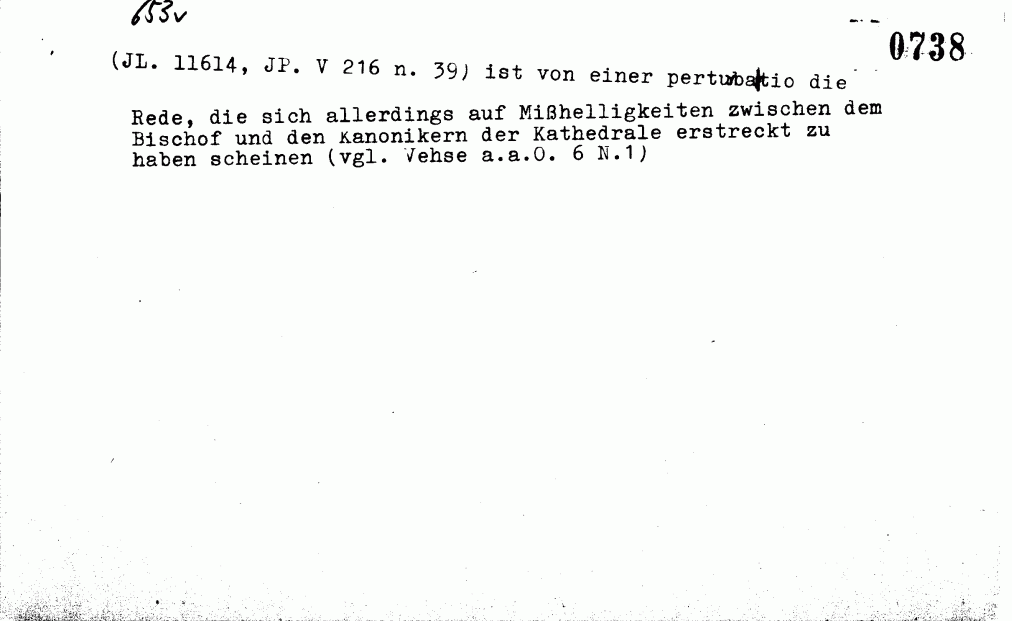 653v
0738
(JL. 11614, JP. V 216 n. 39) ist von einer pertubatio die
Rede, die sich allerdings auf Mißhelligkeiten zwischen dem
Bischof und den Kanonikern der Kathedrale erstreckt zu
haben scheinen (vgl. Vehse a.a.O. 6 N.1)